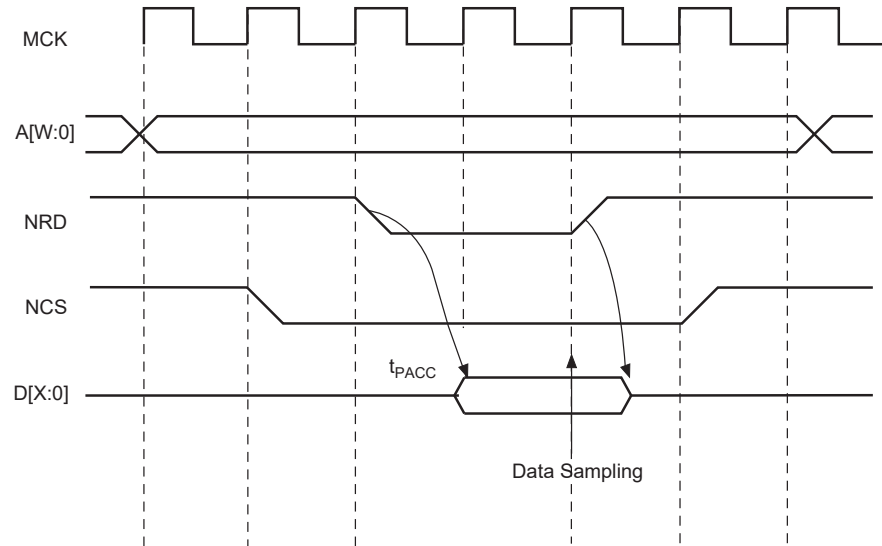 MCK
A[W:0]
NRD
NCS
tPACC
D[X:0]
Data Sampling